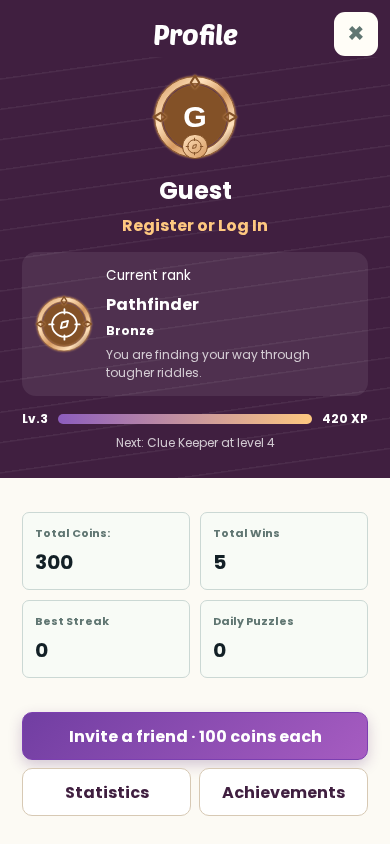 Profile
✖
G
Guest
Register or Log In
Current rank
Pathfinder
Bronze
You are finding your way through
tougher riddles.
Lv.3
420 XP
Next: Clue Keeper at level 4
Total Coins:
300
Total Wins
5
Best Streak
0
Daily Puzzles
0
Invite a friend · 100 coins each
Statistics
Achievements